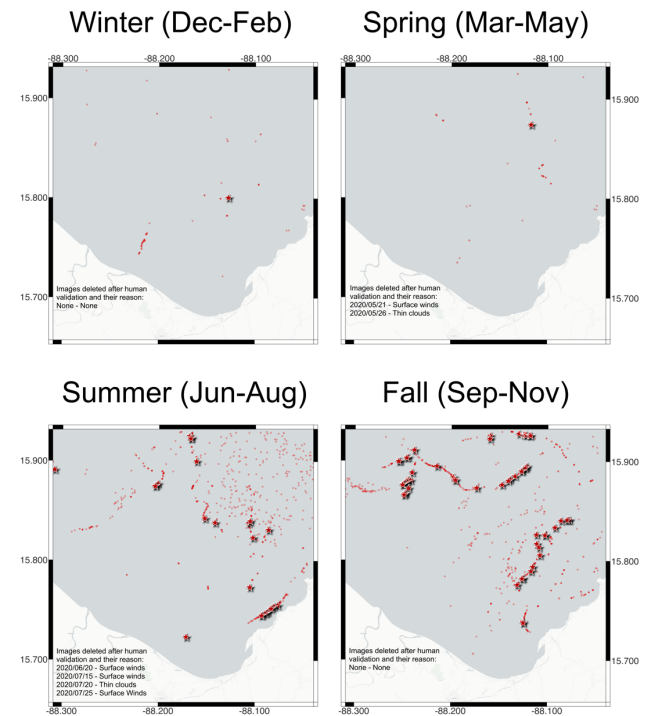 Winter (Dec-Feb)
Spring (Mar-May)
-88.300 -88.200 -88.100
-88.300 -88.200 -88.100
15.900
15.800
15.700
15.900
15.800
15.700
Images deleted after human
validation and their reason:
None - None
Images deleted after human
validation and their reason:
2020/05/21 - Surface winds
2020/05/26 - Thin clouds
Summer (Jun-Aug)
Fall (Sep-Nov)
15.900
15.800
15.700
15.900
15.800
15.700
Images deleted after human
validation and their reason:
2020/06/20 - Surface winds
2020/07/15 - Surface winds
2020/07/20 - Thin clouds
2020/07/25 - Surface Winds
Images deleted after human
validation and their reason:
None - None
-88.300 -88.200 -88.100
-88.300 -88.200 -88.100